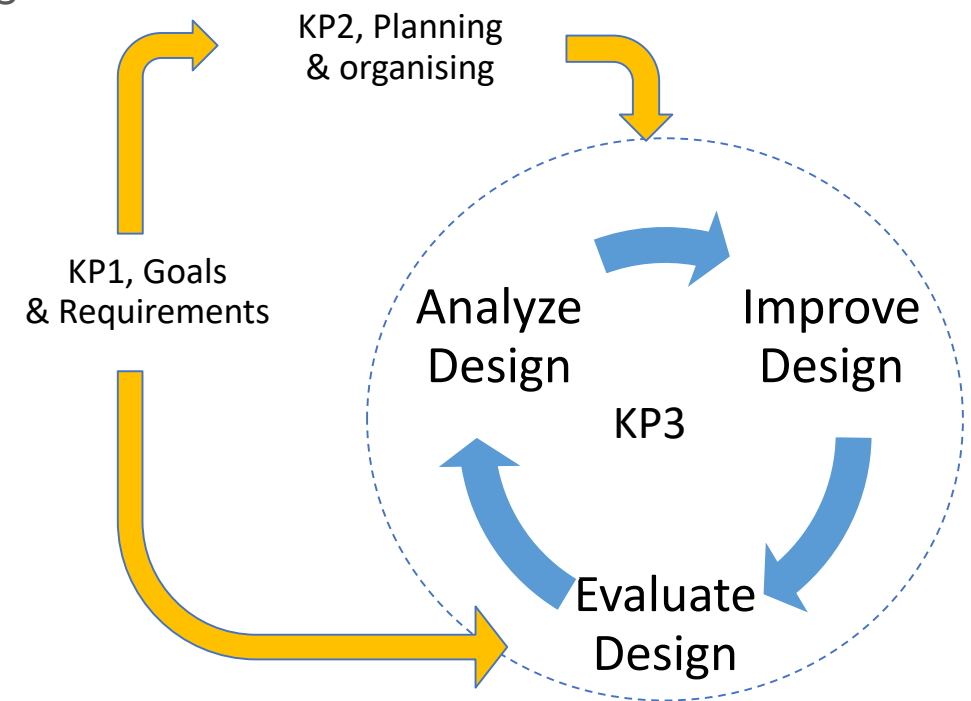 KP2, Planning
& organising
KP1, Goals
& Requirements
Analyze
Design
Improve
Design
KP3
Evaluate
Design